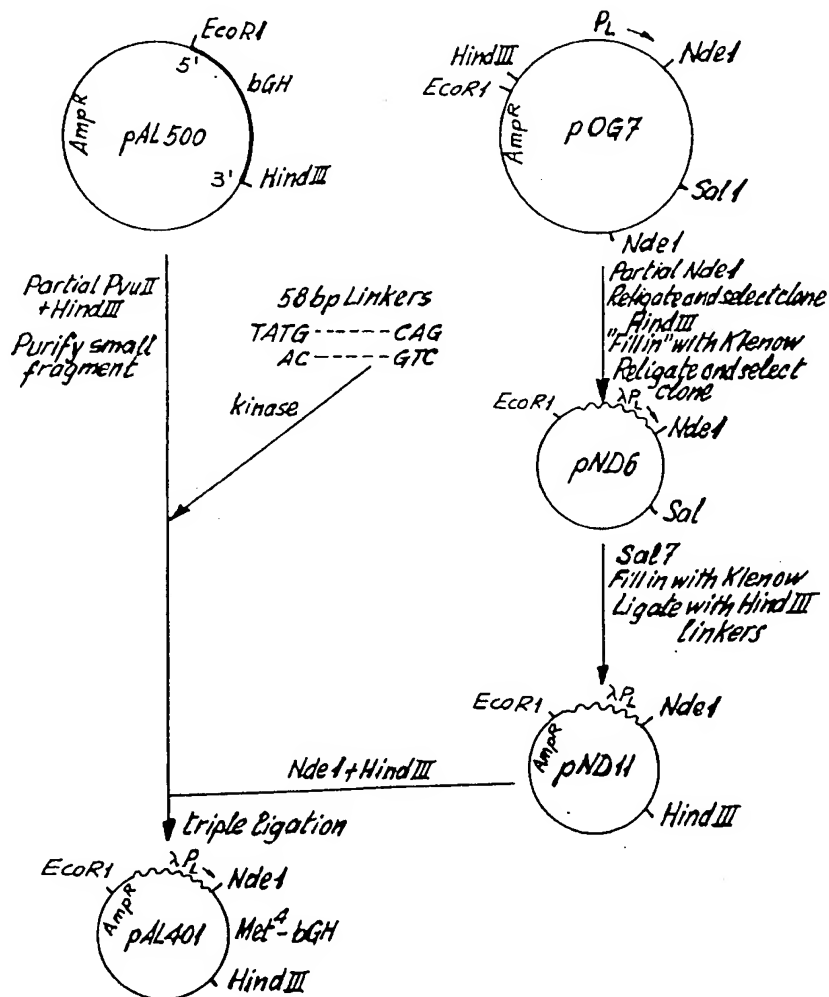 EcoR1
5'
bGH
AmpR
pAL500
3'
HindIII
PL →
Nde1
HindIII
EcoR1
AmpR
pOG7
Sal1
Nde1
Partial PvuII
+HindIII
Purify small
fragment
58bp Linkers
TATG ------ CAG
AC ---- GTC
kinase
Partial Nde1
Religate and select clone
HindIII
"Fill in" with Klenow
Religate and select
clone
EcoR1
λPL →
Nde1
pND6
Sal
Sal7
Fill in with Klenow
Ligate with HindIII
linkers
EcoR1
λPL
Nde1
AmpR
pND11
HindIII
Nde1+HindIII
triple ligation
EcoR1
λPL →
Nde1
AmpR
pAL401
Met4-bGH
HindIII